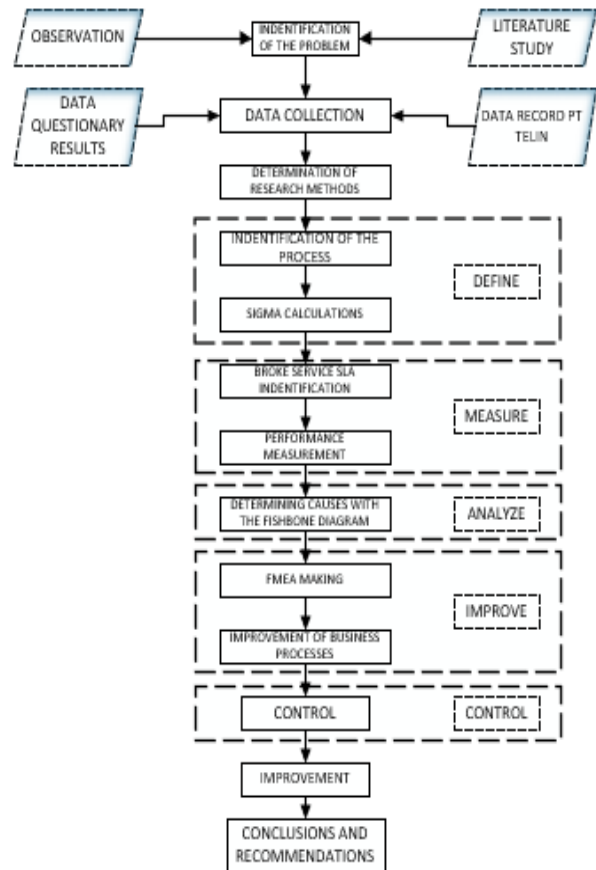 OBSERVATION
INDENTIFICATION
OF THE PROBLEM
LITERATURE
STUDY
DATA
QUESTIONARY
RESULTS
DATA COLLECTION
DATA RECORD PT
TELIN
DETERMINATION OF
RESEARCH METHODS
INDENTIFICATION OF THE
PROCESS
DEFINE
SIGMA CALCULATIONS
BROKE SERVICE SLA
INDENTIFICATION
MEASURE
PERFORMANCE
MEASUREMENT
DETERMINING CAUSES WITH
THE FISHBONE DIAGRAM
ANALYZE
FMEA MAKING
IMPROVE
IMPROVEMENT OF BUSINESS
PROCESSES
CONTROL
CONTROL
IMPROVEMENT
CONCLUSIONS AND
RECOMMENDATIONS